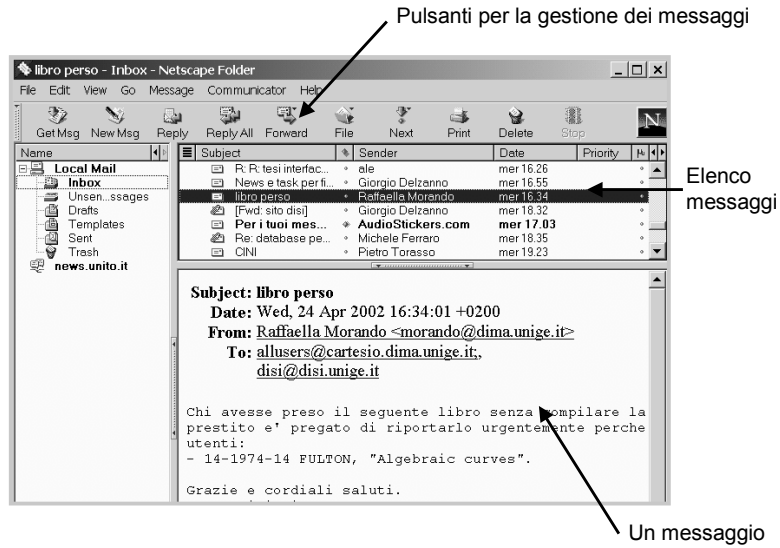 Pulsanti per la gestione dei messaggi
libro perso - Inbox - Netscape Folder
File Edit View Go Message Communicator Help
Get Msg New Msg Reply Reply All Forward File Next Print Delete Stop
N
Name Subject Sender Date Priority
Local Mail
Inbox
Unsen...ssages
Drafts
Templates
Sent
Trash
news.unito.it
R: R: tesi interfac... ale mer 16.26
News e task per fi... Giorgio Delzanno mer 16.55
libro perso Raffaella Morando mer 16.34
[Fwd: sito disi] Giorgio Delzanno mer 18.32
Per i tuoi mes... AudioStickers.com mer 17.03
Re: database pe... Michele Ferraro mer 18.35
CINI Pietro Torasso mer 19.23
Elenco
messaggi
Subject: libro perso
Date: Wed, 24 Apr 2002 16:34:01 +0200
From: Raffaella Morando <morando@dima.unige.it>
To: allusers@cartesio.dima.unige.it;,
disi@disi.unige.it
Chi avesse preso il seguente libro senza compilare la
prestito e' pregato di riportarlo urgentemente perche
utenti:
- 14-1974-14 FULTON, "Algebraic curves".
Grazie e cordiali saluti.
Un messaggio